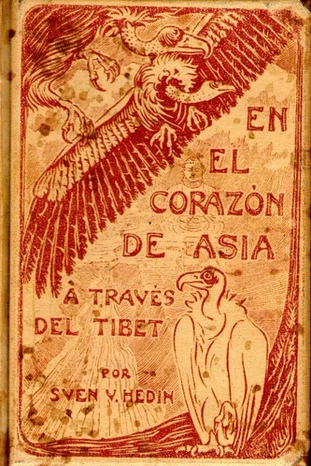 EN
EL
CORAZÓN
DE ASIA
Á TRAVÉS
DEL TIBET
POR
SVEN V. HEDIN